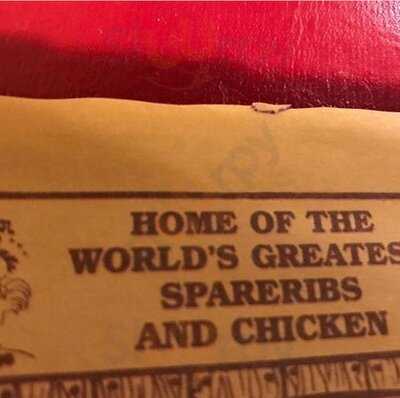 HOME OF THE
WORLD'S GREATES
SPARERIBS
AND CHICKEN